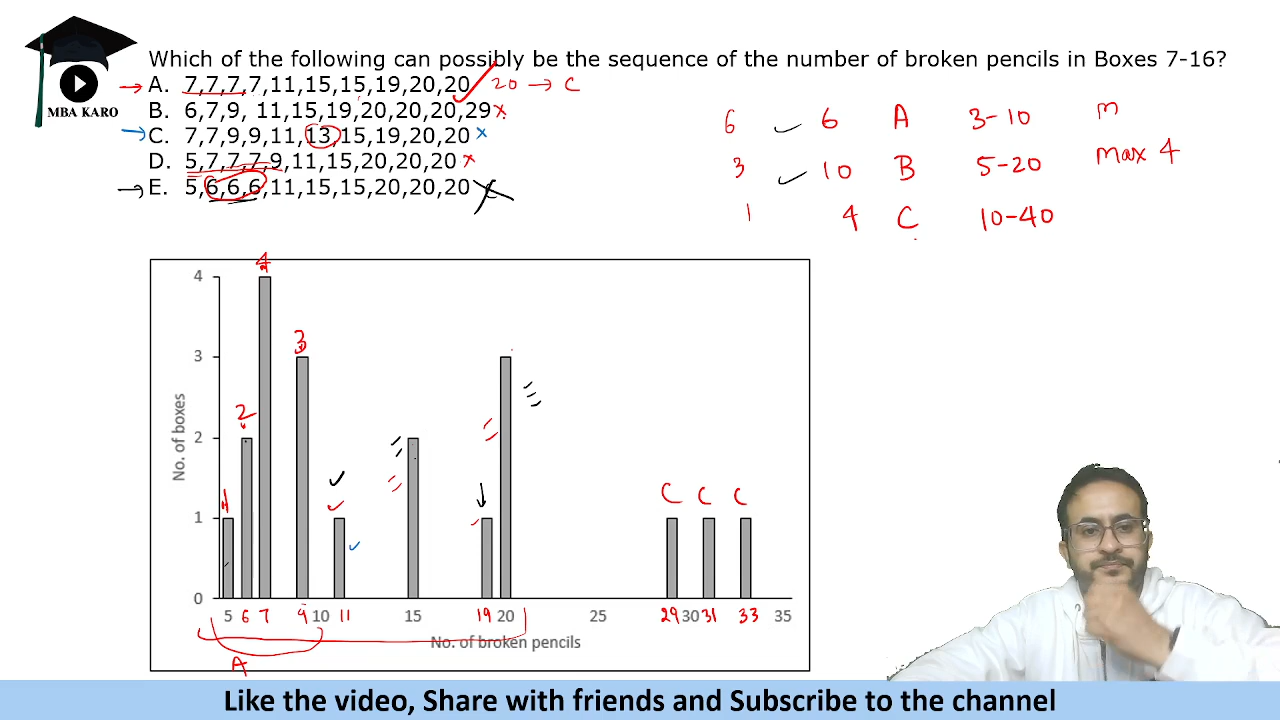 Which of the following can possibly be the sequence of the number of broken pencils in Boxes 7-16?
A. 7,7,7,7,11,15,15,19,20,20 20 → C
B. 6,7,9, 11,15,19,20,20,20,29 x
C. 7,7,9,9,11,13,15,19,20,20 x
D. 5,7,7,7,9,11,15,20,20,20 x
E. 5,6,6,6,11,15,15,20,20,20
MBA KARO
6 6 A 3-10 m
3 10 B 5-20 max 4
1 4 C 10-40
4
3
2
C C C
No. of boxes
4
3
2
1
0
5 6 7 9 10 11 15 19 20 25 29 30 31 33 35
No. of broken pencils
A
Like the video, Share with friends and Subscribe to the channel